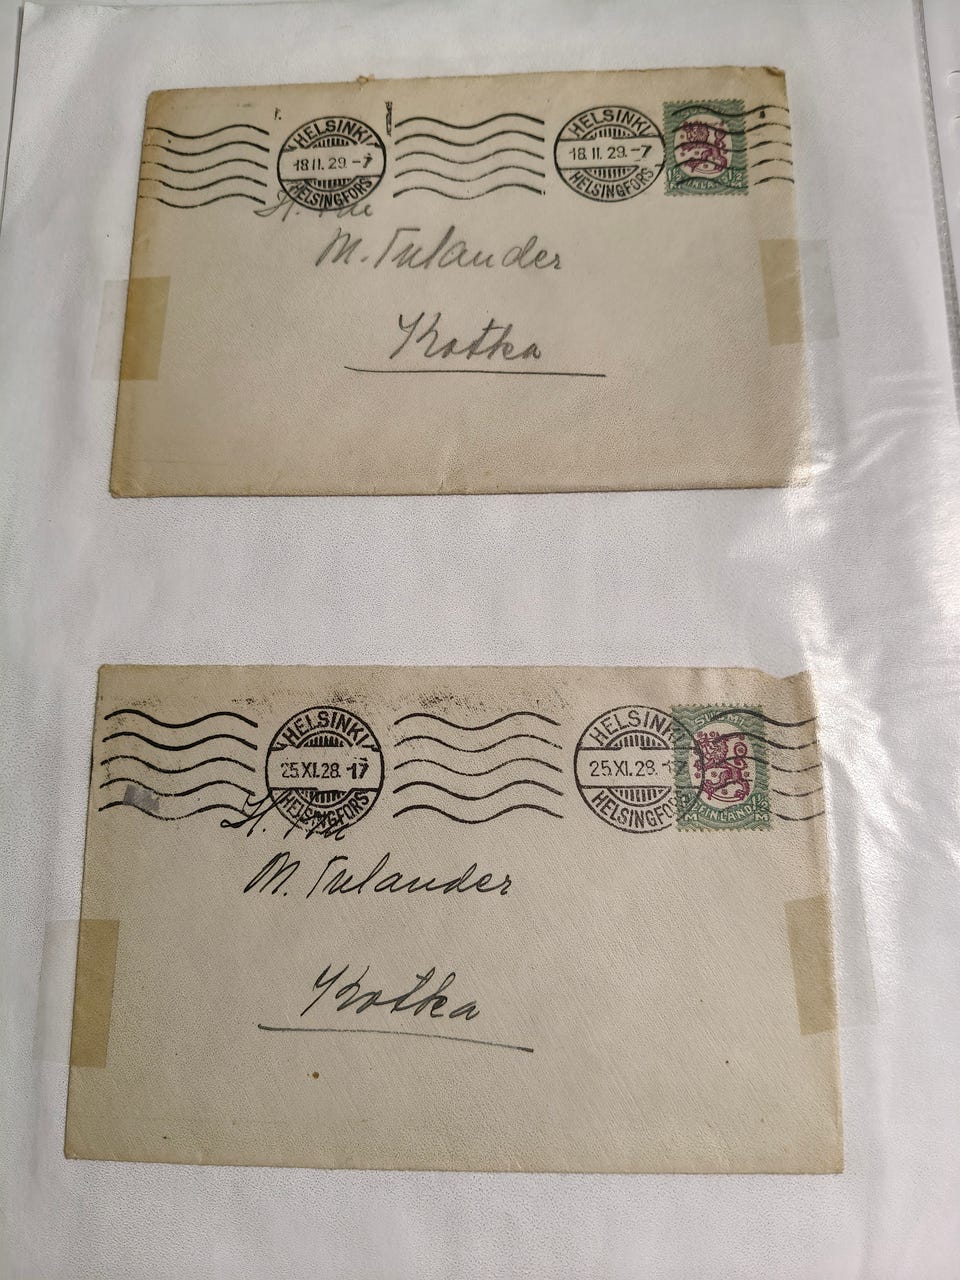 HELSINKI
18.II.29.-7
HELSINGFORS
HELSINKI
18.II.29.-7
HELSINGFORS
FINLAND
M. Tulander
Kotka
HELSINKI
25.XI.28.-17
HELSINGFORS
HELSINKI
25.XI.28.-
HELSINGFORS
SUOMI
FINLAND
M. Tulander
Kotka